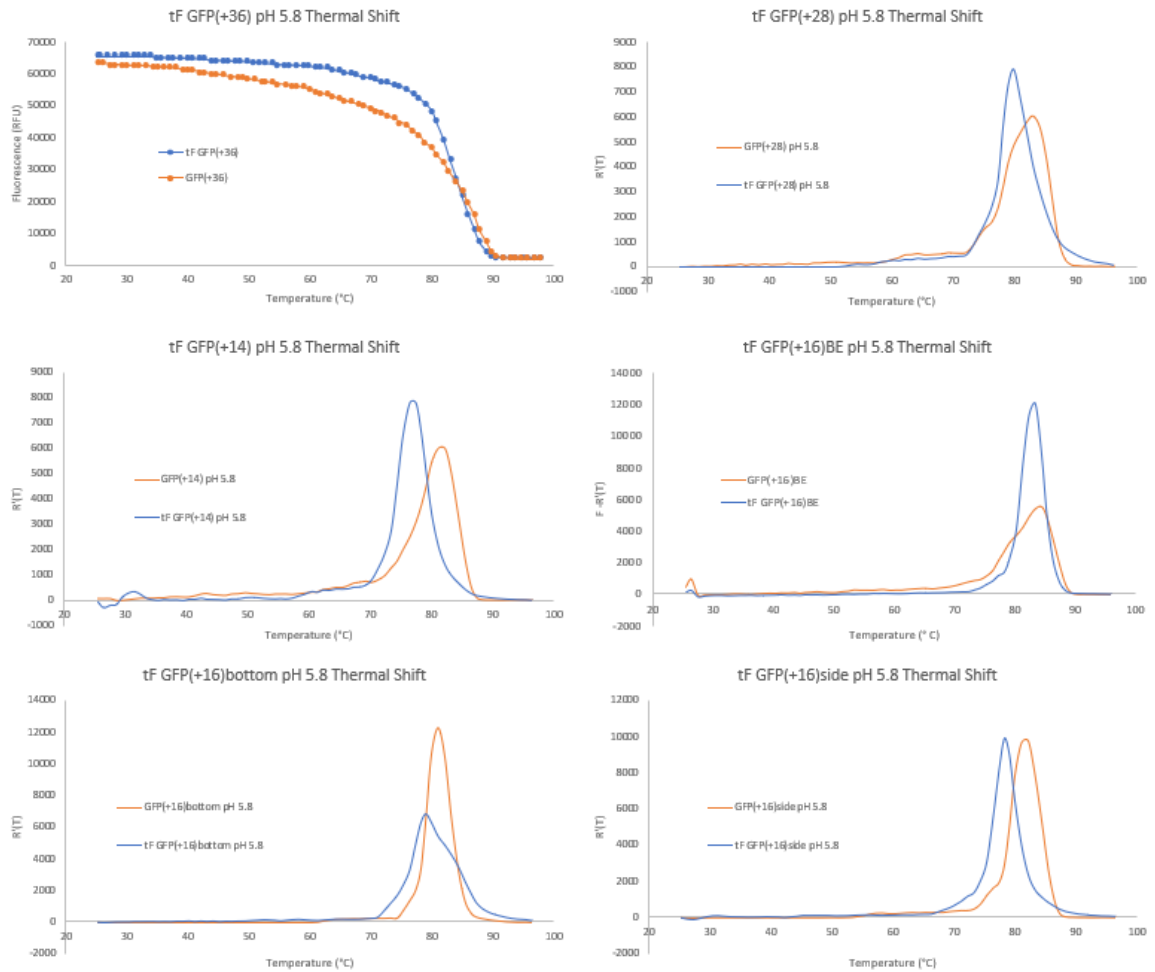 tF GFP(+36) pH 5.8 Thermal Shift
70000
60000
50000
40000
30000
20000
10000
0
Fluorescence (RFU)
tF GFP(+36)
GFP(+36)
20 30 40 50 60 70 80 90 100
Temperature (°C)
tF GFP(+28) pH 5.8 Thermal Shift
9000
8000
7000
6000
5000
4000
3000
2000
1000
0
-1000
R'(T)
GFP(+28) pH 5.8
tF GFP(+28) pH 5.8
20 30 40 50 60 70 80 90 100
Temperature (°C)
tF GFP(+14) pH 5.8 Thermal Shift
9000
8000
7000
6000
5000
4000
3000
2000
1000
0
-1000
R'(T)
GFP(+14) pH 5.8
tF GFP(+14) pH 5.8
20 30 40 50 60 70 80 90 100
Temperature (°C)
tF GFP(+16)BE pH 5.8 Thermal Shift
14000
12000
10000
8000
6000
4000
2000
0
-2000
F -R'(T)
GFP(+16)BE
tF GFP(+16)BE
20 30 40 50 60 70 80 90 100
Temperature (°C)
tF GFP(+16)bottom pH 5.8 Thermal Shift
14000
12000
10000
8000
6000
4000
2000
0
-2000
R'(T)
GFP(+16)bottom pH 5.8
tF GFP(+16)bottom pH 5.8
20 30 40 50 60 70 80 90 100
Temperature (°C)
tF GFP(+16)side pH 5.8 Thermal Shift
12000
10000
8000
6000
4000
2000
0
-2000
R'(T)
GFP(+16)side pH 5.8
tF GFP(+16)side pH 5.8
20 30 40 50 60 70 80 90 100
Temperature (°C)